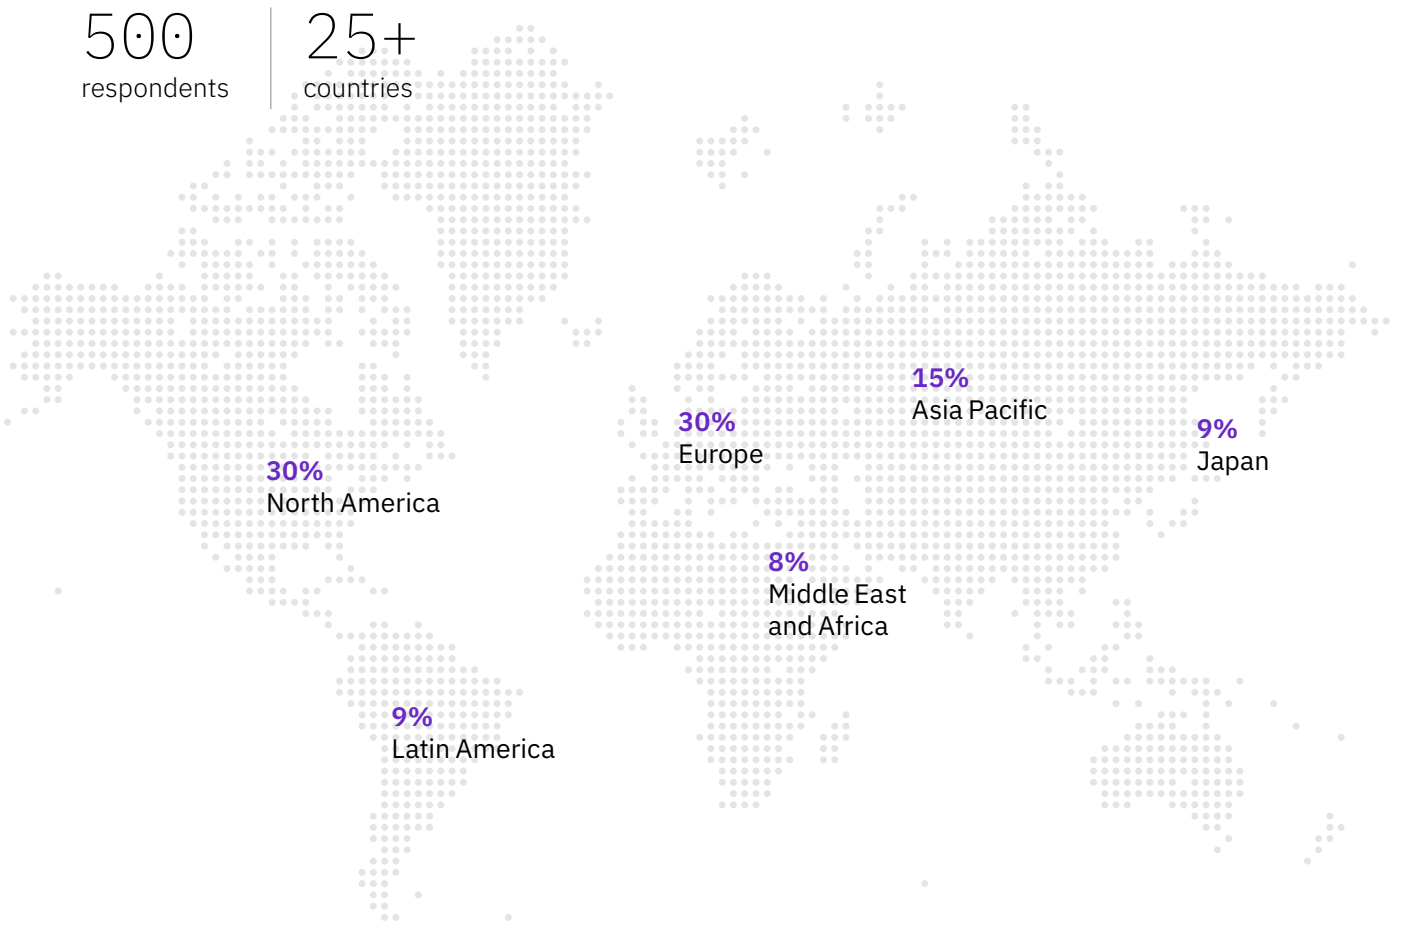 500
respondents
25+
countries
15%
Asia Pacific
30%
Europe
9%
Japan
30%
North America
8%
Middle East
and Africa
9%
Latin America